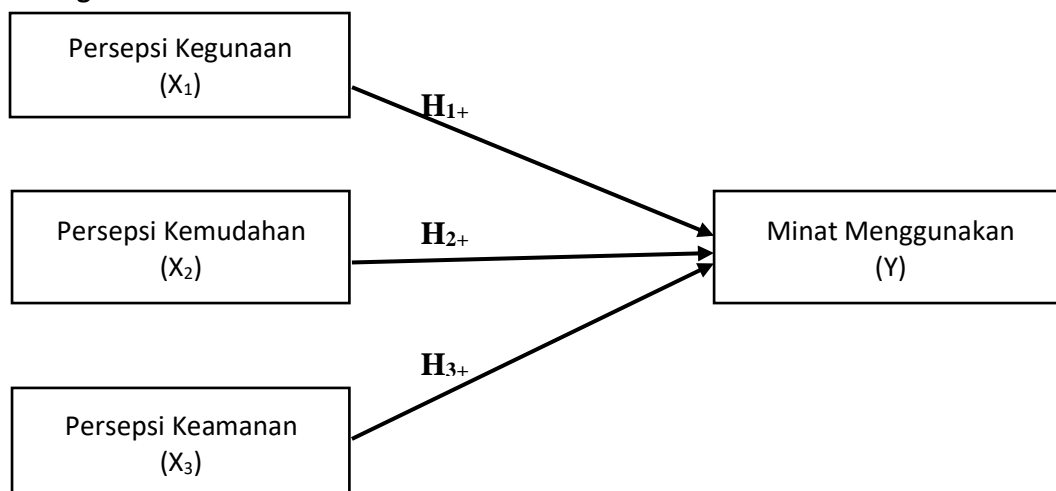 Persepsi Kegunaan
(X₁)
H₁₊
Persepsi Kemudahan
(X₂)
H₂₊
Minat Menggunakan
(Y)
H₃₊
Persepsi Keamanan
(X₃)